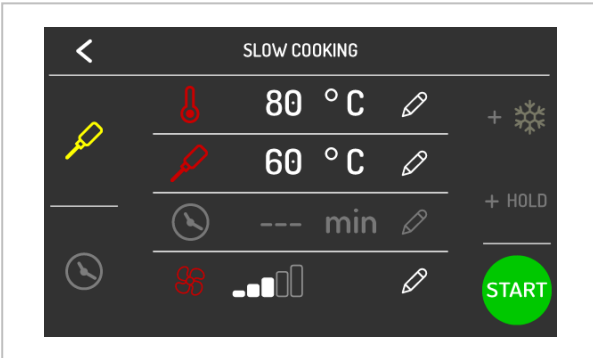 SLOW COOKING
80 °C
60 °C
--- min
+
+ HOLD
START